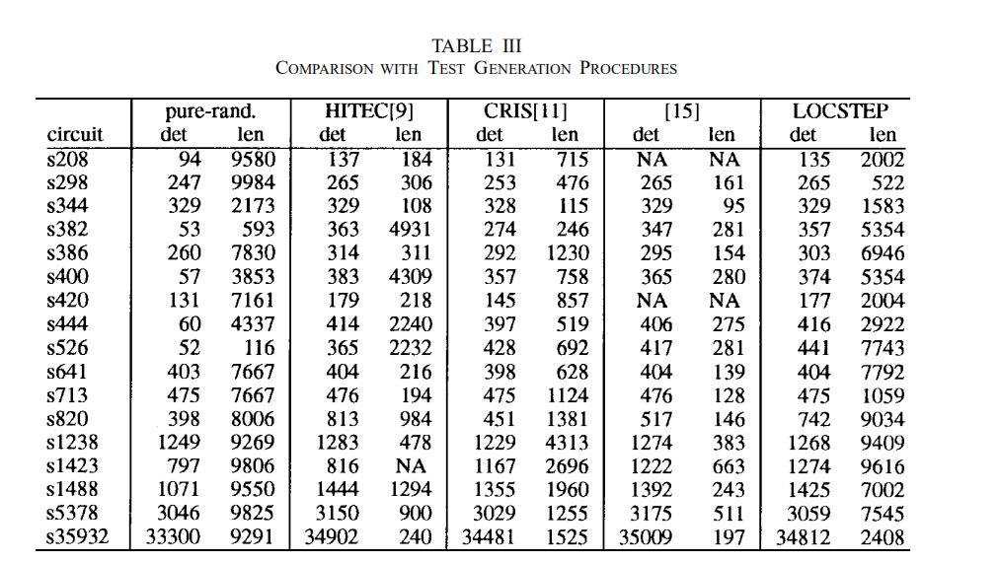 TABLE III
COMPARISON WITH TEST GENERATION PROCEDURES
pure-rand. HITEC[9] CRIS[11] [15] LOCSTEP
circuit det len det len det len det len det len
s208 94 9580 137 184 131 715 NA NA 135 2002
s298 247 9984 265 306 253 476 265 161 265 522
s344 329 2173 329 108 328 115 329 95 329 1583
s382 53 593 363 4931 274 246 347 281 357 5354
s386 260 7830 314 311 292 1230 295 154 303 6946
s400 57 3853 383 4309 357 758 365 280 374 5354
s420 131 7161 179 218 145 857 NA NA 177 2004
s444 60 4337 414 2240 397 519 406 275 416 2922
s526 52 116 365 2232 428 692 417 281 441 7743
s641 403 7667 404 216 398 628 404 139 404 7792
s713 475 7667 476 194 475 1124 476 128 475 1059
s820 398 8006 813 984 451 1381 517 146 742 9034
s1238 1249 9269 1283 478 1229 4313 1274 383 1268 9409
s1423 797 9806 816 NA 1167 2696 1222 663 1274 9616
s1488 1071 9550 1444 1294 1355 1960 1392 243 1425 7002
s5378 3046 9825 3150 900 3029 1255 3175 511 3059 7545
s35932 33300 9291 34902 240 34481 1525 35009 197 34812 2408